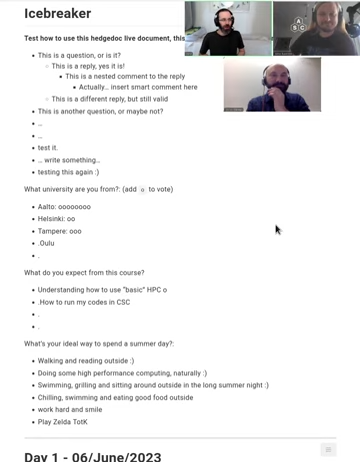 Icebreaker
Test how to use this hedgedoc live document, this
This is a question, or is it?
This is a reply, yes it is!
This is a nested comment to the reply
Actually... insert smart comment here
This is a different reply, but still valid
This is another question, or maybe not?
...
...
test it.
... write something...
testing this again :)
What university are you from?: (add o to vote)
Aalto: oooooooo
Helsinki: oo
Tampere: ooo
.Oulu
.
What do you expect from this course?
Understanding how to use "basic" HPC o
.How to run my codes in CSC
.
.
What's your ideal way to spend a summer day?:
Walking and reading outside :)
Doing some high performance computing, naturally :)
Swimming, grilling and sitting around outside in the long summer night :)
Chilling, swimming and eating good food outside
work hard and smile
Play Zelda TotK
Day 1 - 06/June/2023